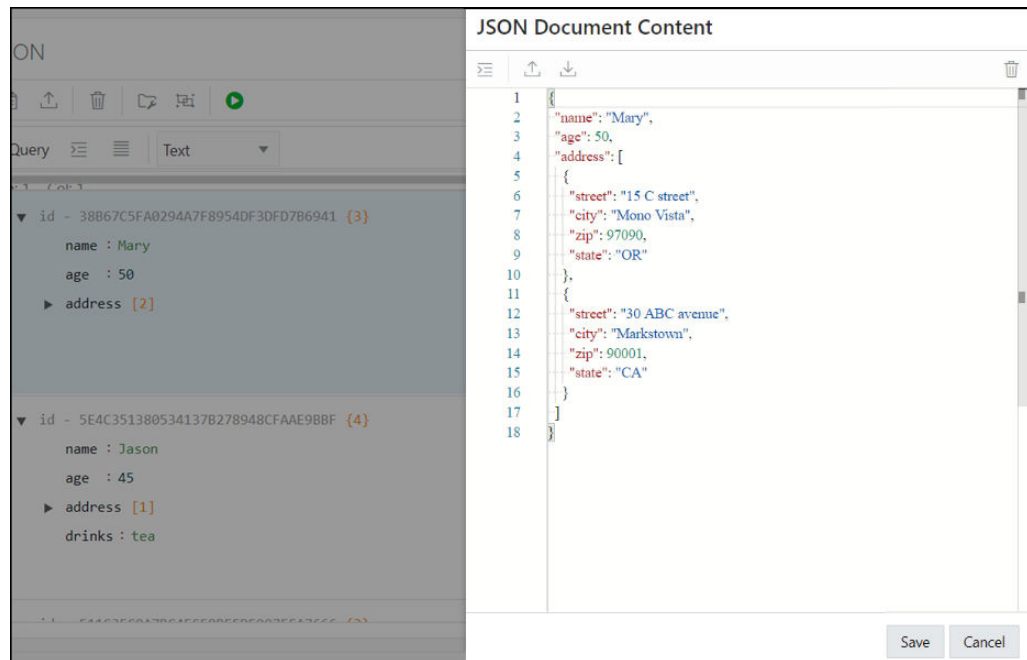 ON
Query
Text
id - 38B67C5FA0294A7F8954DF3DFD7B6941 {3}
name : Mary
age : 50
address [2]
id - 5E4C351380534137B278948CFAAE9BBF {4}
name : Jason
age : 45
address [1]
drinks : tea
JSON Document Content
1 {
2 "name": "Mary",
3 "age": 50,
4 "address": [
5 {
6 "street": "15 C street",
7 "city": "Mono Vista",
8 "zip": 97090,
9 "state": "OR"
10 },
11 {
12 "street": "30 ABC avenue",
13 "city": "Markstown",
14 "zip": 90001,
15 "state": "CA"
16 }
17 ]
18 }
Save Cancel